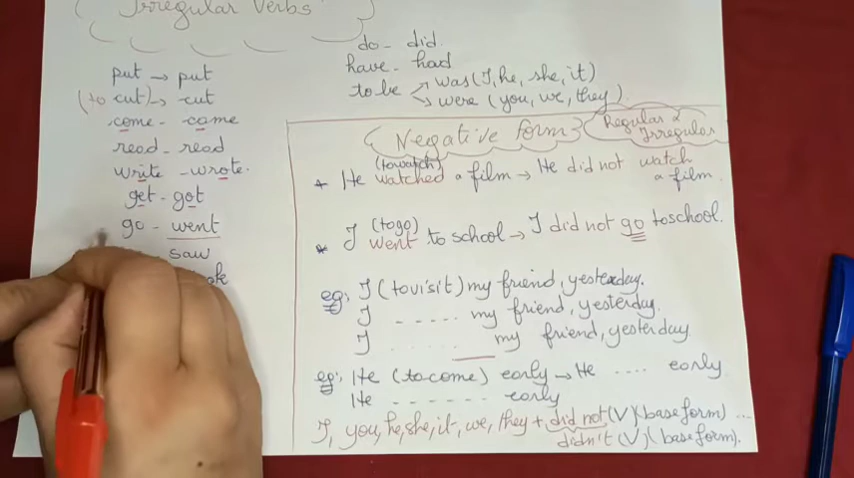 Irregular Verbs
put → put
(to cut) → cut
come - came
read - read
write - wrote.
get - got
go - went
saw
do - did.
have - had
to be → was (I, he, she, it)
→ were (you, we, they)
Negative form
Regular &
Irregular
(to watch)
* He watched a film → He did not watch
a film.
(to go)
* I went to school → I did not go to school.
eg: I (to visit) my friend, yesterday.
I ..... my friend, yesterday.
I ..... my friend, yesterday
eg: He (to come) early → He .... early
He ...... early
I, you, he, she, it, we, they + did not (V) (base form) ...
didn't (V) (base form).